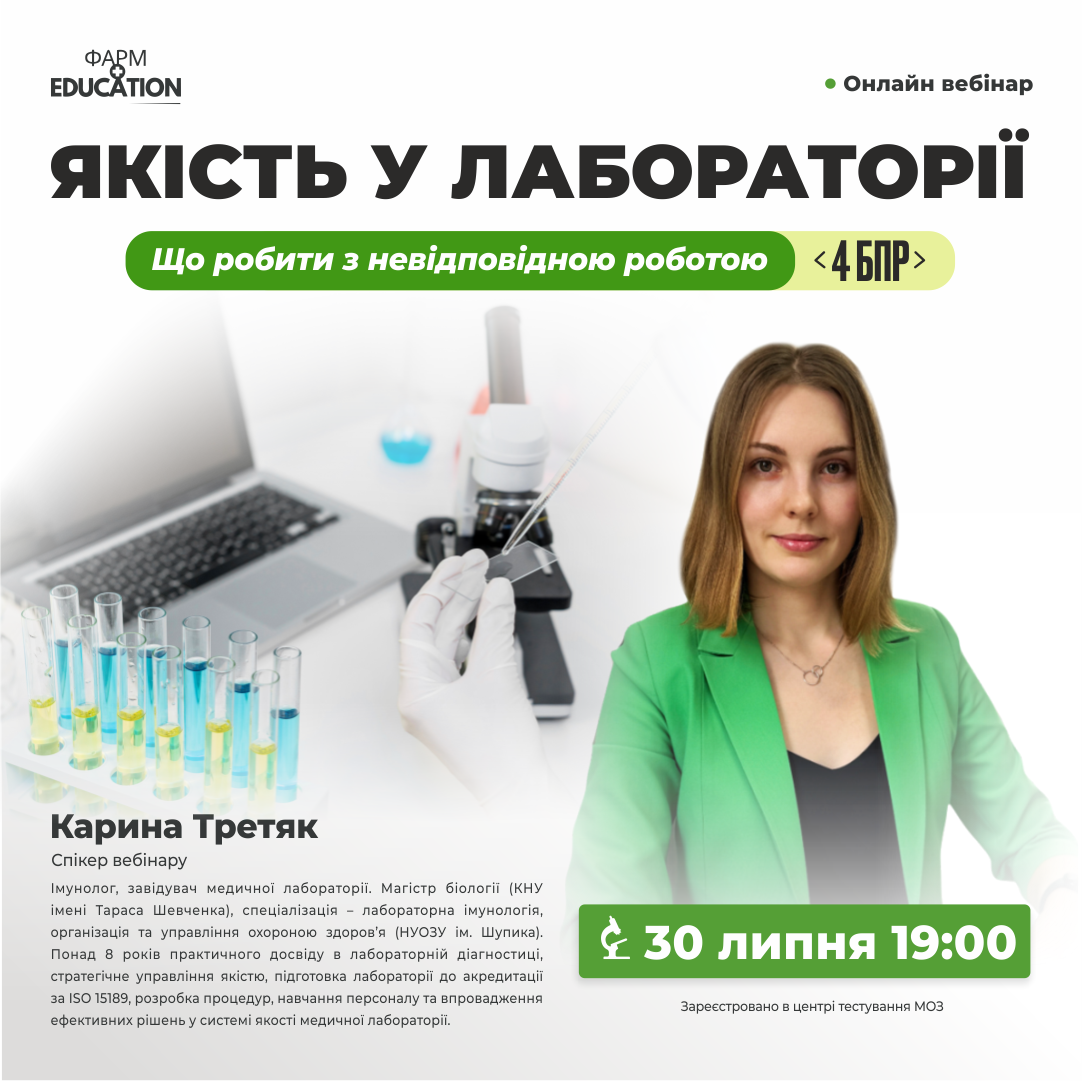 ФАРМ
EDUCATION
Онлайн вебінар
ЯКІСТЬ У ЛАБОРАТОРІЇ
Що робити з невідповідною роботою
<4 БПР>
Карина Третяк
Спікер вебінару
Імунолог, завідувач медичної лабораторії. Магістр біології (КНУ
імені Тараса Шевченка), спеціалізація – лабораторна імунологія,
організація та управління охороною здоров’я (НУОЗУ ім. Шупика).
Понад 8 років практичного досвіду в лабораторній діагностиці,
стратегічне управління якістю, підготовка лабораторії до акредитації
за ISO 15189, розробка процедур, навчання персоналу та впровадження
ефективних рішень у системі якості медичної лабораторії.
30 липня 19:00
Зареєстровано в центрі тестування МОЗ